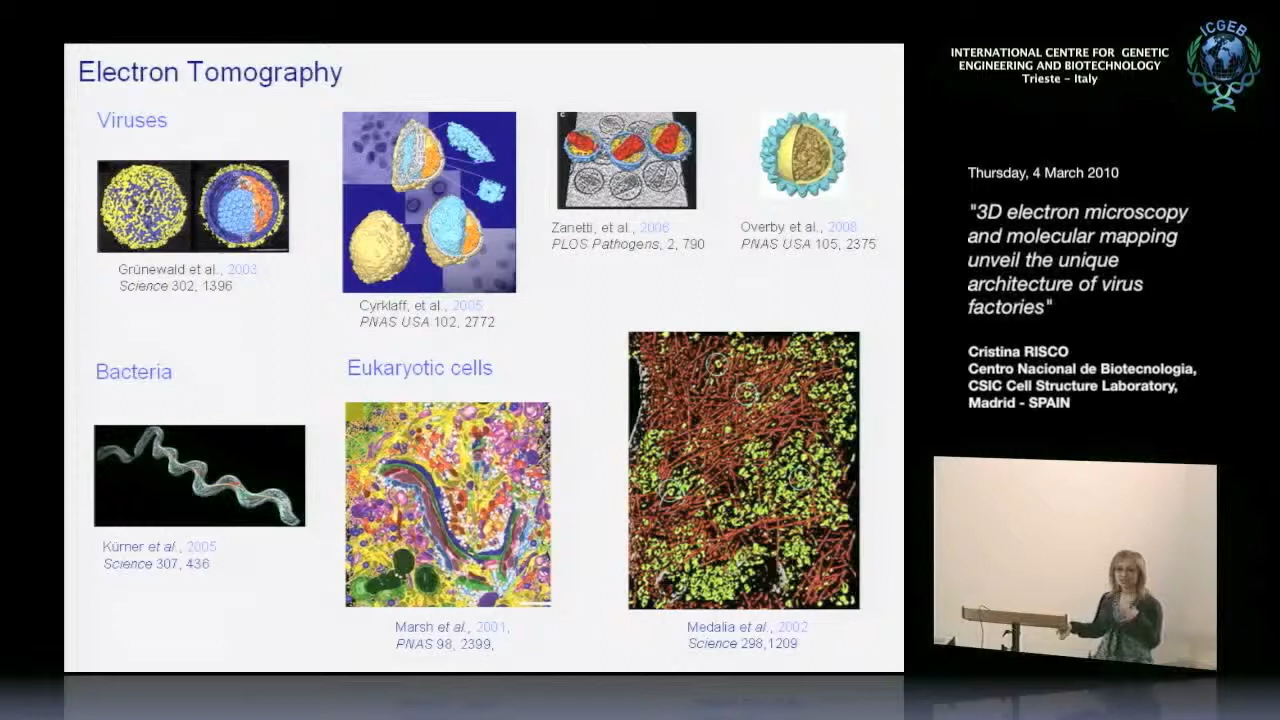 Electron Tomography
Viruses
Grünewald et al., 2003
Science 302, 1396
Cyrklaff, et al., 2005
PNAS USA 102, 2772
Zanetti, et al., 2006
PLOS Pathogens, 2, 790
Overby et al., 2008
PNAS USA 105, 2375
Bacteria
Kürner et al., 2005
Science 307, 436
Eukaryotic cells
Marsh et al., 2001,
PNAS 98, 2399,
Medalia et al., 2002
Science 298,1209
INTERNATIONAL CENTRE FOR GENETIC
ENGINEERING AND BIOTECHNOLOGY
Trieste – Italy
ICGEB
Thursday, 4 March 2010
"3D electron microscopy
and molecular mapping
unveil the unique
architecture of virus
factories"
Cristina RISCO
Centro Nacional de Biotecnologia,
CSIC Cell Structure Laboratory,
Madrid - SPAIN